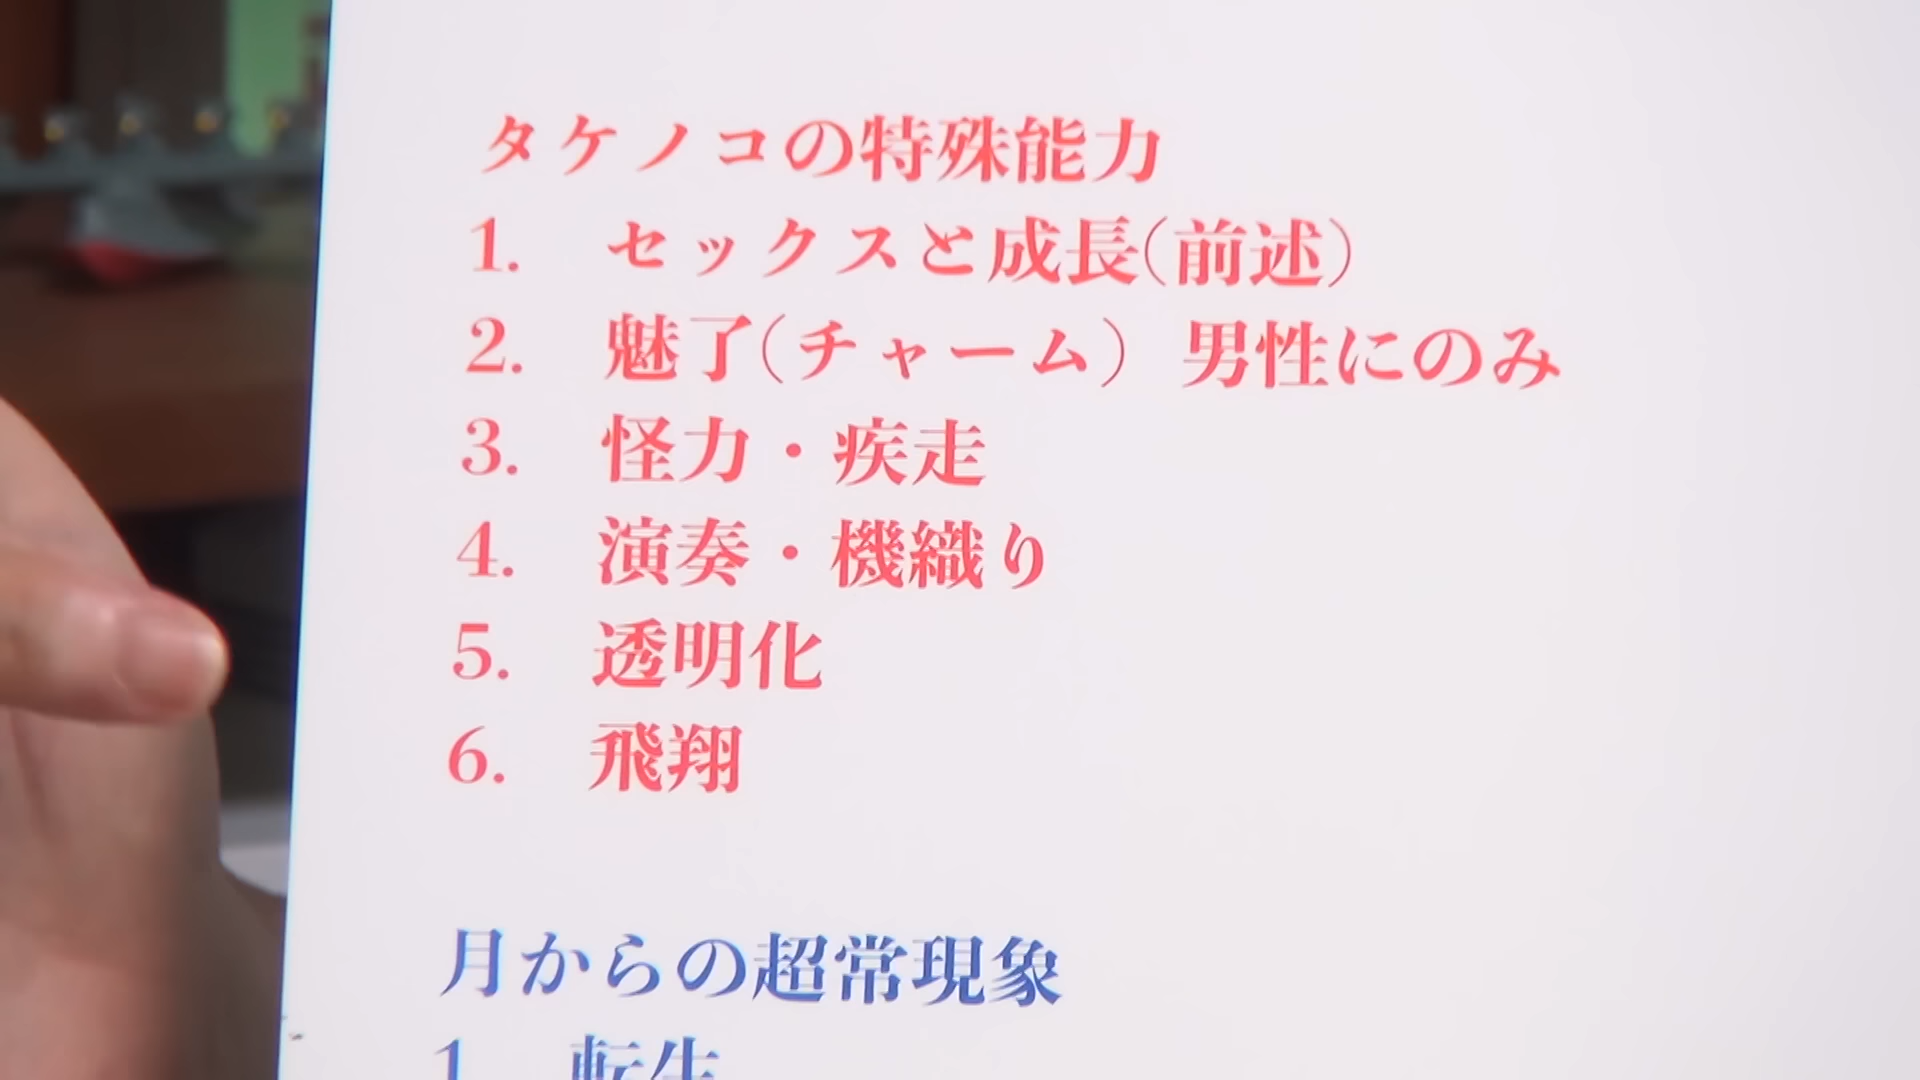 タケノコの特殊能力
1. セックスと成長(前述)
2. 魅了(チャーム) 男性にのみ
3. 怪力・疾走
4. 演奏・機織り
5. 透明化
6. 飛翔
月からの超常現象
1. 転生